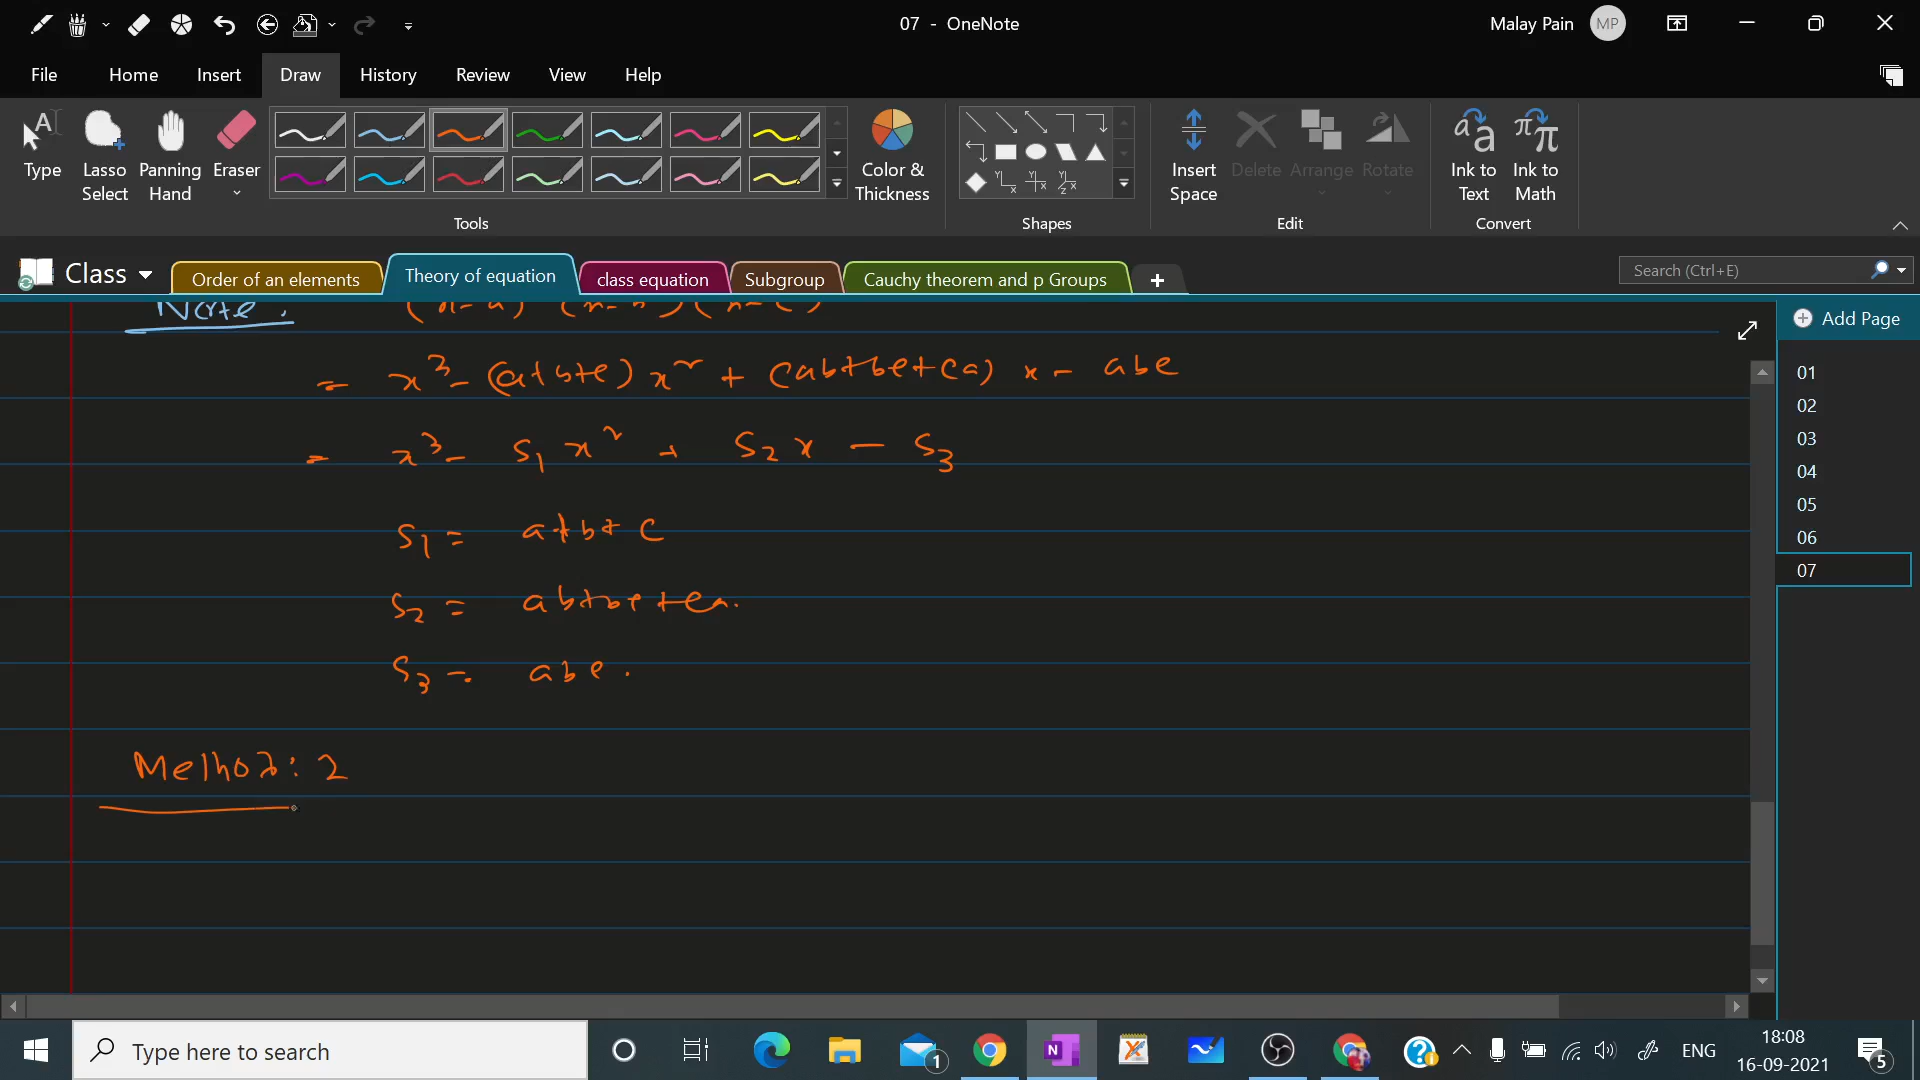 07 - OneNote
Malay Pain MP
File Home Insert Draw History Review View Help
Type
Lasso Select
Panning Hand
Eraser
Color & Thickness
Insert Space
Delete Arrange Rotate
Ink to Text
Ink to Math
Tools Shapes Edit Convert
Class Order of an elements Theory of equation class equation Subgroup Cauchy theorem and p Groups +
Search (Ctrl+E)
Add Page
01
02
03
04
05
06
07
Note: (x-a) (x-b) (x-c)
= x³ - (a+b+c) x² + (ab+bc+ca) x - abc
= x³ - S₁ x² + S₂ x - S₃
S₁ = a+b+c
S₂ = ab+bc+ca.
S₃ = abc.
Method: 2
Type here to search
1
ENG
18:08
16-09-2021
5